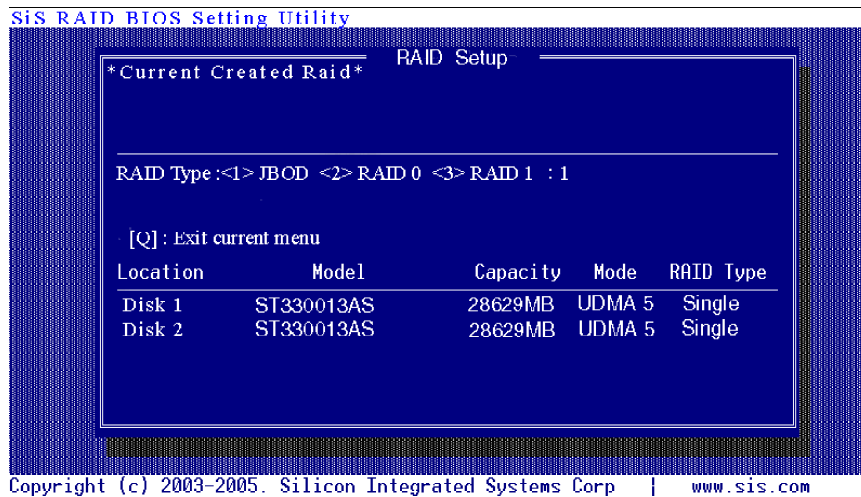 SiS RAID BIOS Setting Utility
RAID Setup
*Current Created Raid*
RAID Type :<1> JBOD <2> RAID 0 <3> RAID 1 : 1
[Q] : Exit current menu
Location Model Capacity Mode RAID Type
Disk 1 ST330013AS 28629MB UDMA 5 Single
Disk 2 ST330013AS 28629MB UDMA 5 Single
Copyright (c) 2003-2005. Silicon Integrated Systems Corp | www.sis.com